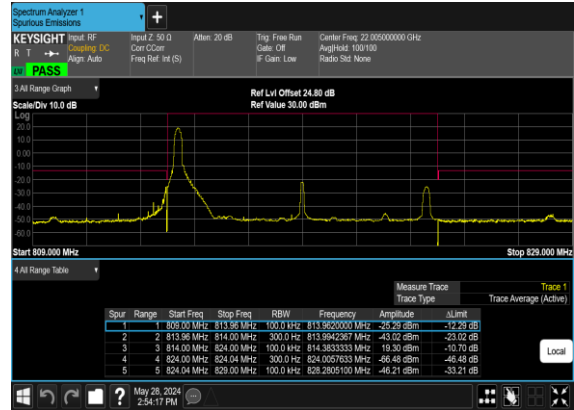 Spectrum Analyzer 1
Spurious Emissions
+
KEYSIGHT Input: RF Input Z: 50 Ω Atten: 20 dB Trig: Free Run Center Freq: 22.005000000 GHz
R T Coupling: DC Corr CCorr Gate: Off Avg|Hold: 100/100
Align: Auto Freq Ref: Int (S) IF Gain: Low Radio Std: None
LM PASS
3 All Range Graph
Ref Lvl Offset 24.80 dB
Scale/Div 10.0 dB Ref Value 30.00 dBm
Log
20.0
10.0
0.00
-10.0
-20.0
-30.0
-40.0
-50.0
-60.0
Start 809.000 MHz Stop 829.000 MHz
4 All Range Table
Measure Trace Trace 1
Trace Type Trace Average (Active)
Spur Range Start Freq Stop Freq RBW Frequency Amplitude ΔLimit
1 1 809.00 MHz 813.96 MHz 100.0 kHz 813.9620000 MHz -25.29 dBm -12.29 dB
2 2 813.96 MHz 814.00 MHz 300.0 Hz 813.9942367 MHz -43.02 dBm -23.02 dB
3 3 814.00 MHz 824.00 MHz 100.0 kHz 814.3833333 MHz 19.30 dBm -10.70 dB
4 4 824.00 MHz 824.04 MHz 300.0 Hz 824.0057633 MHz -66.48 dBm -46.48 dB
5 5 824.04 MHz 829.00 MHz 100.0 kHz 828.2805100 MHz -46.21 dBm -33.21 dB
Local
? May 28, 2024
2:54:17 PM